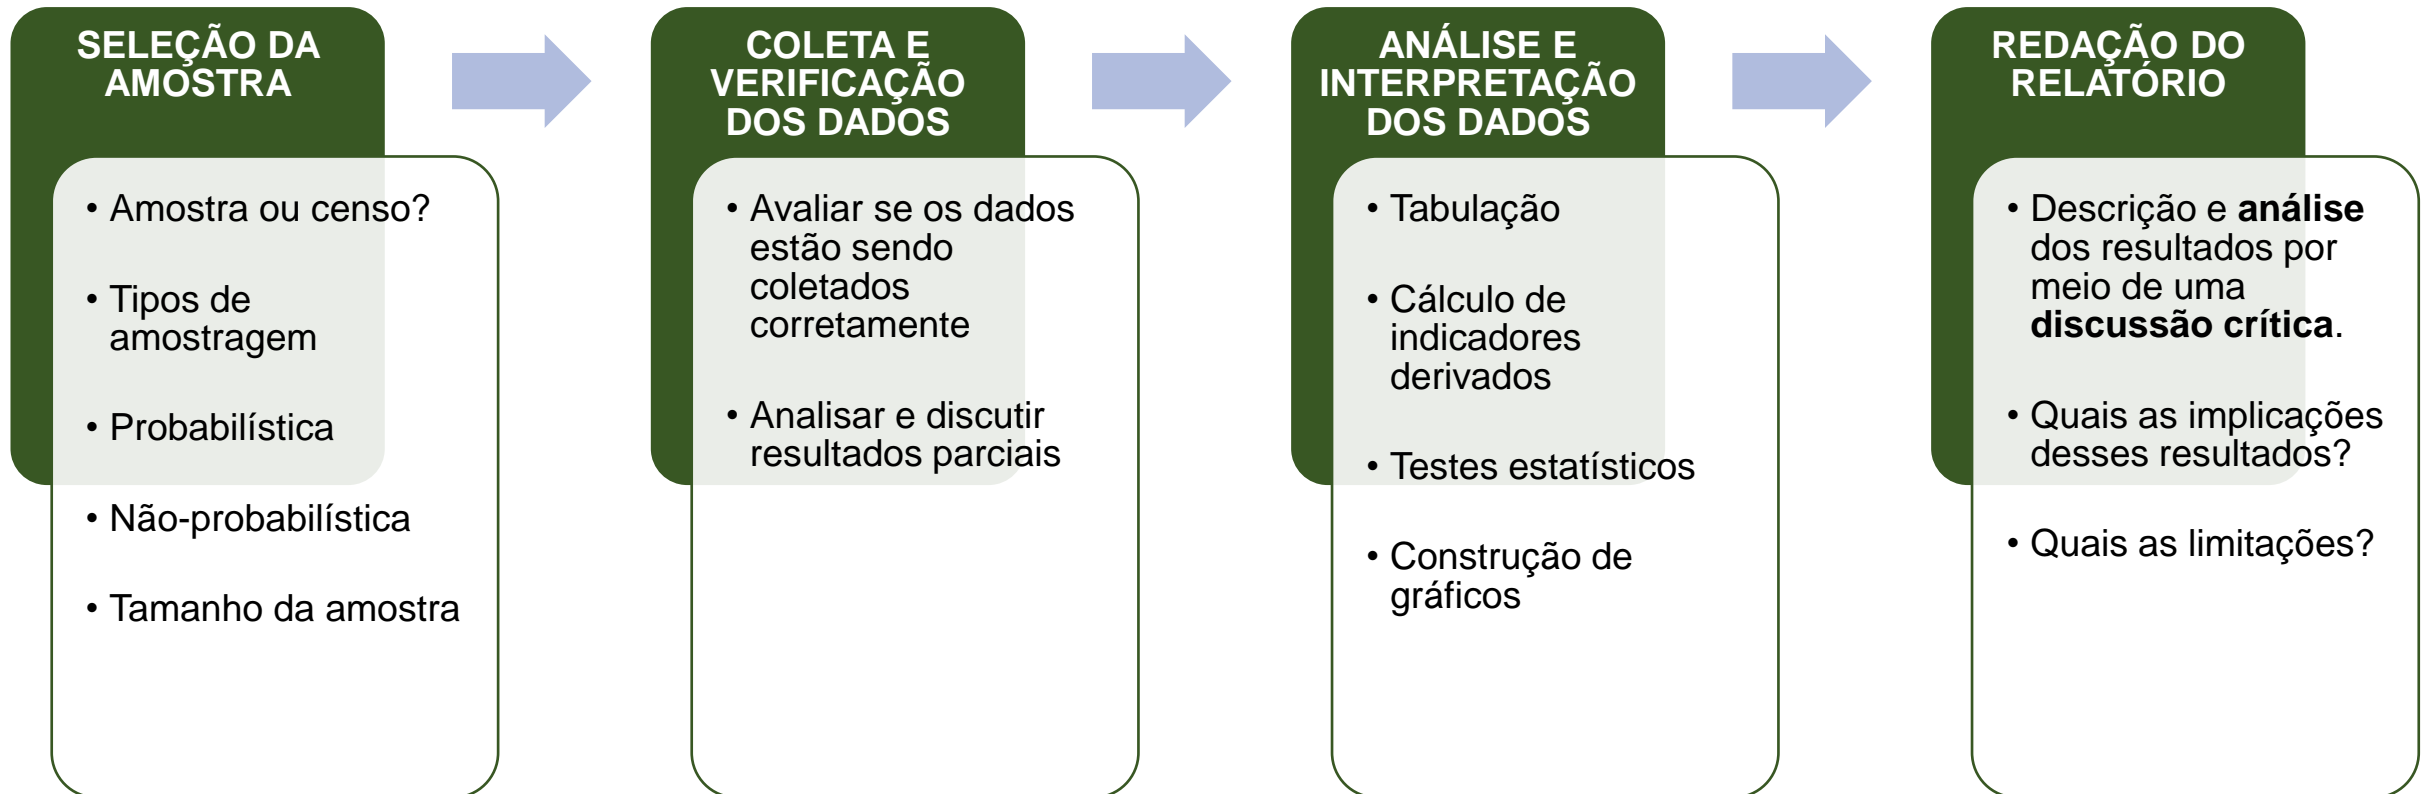 SELEÇÃO DA
AMOSTRA
• Amostra ou censo?
• Tipos de
amostragem
• Probabilística
• Não-probabilística
• Tamanho da amostra
COLETA E
VERIFICAÇÃO
DOS DADOS
• Avaliar se os dados
estão sendo
coletados
corretamente
• Analisar e discutir
resultados parciais
ANÁLISE E
INTERPRETAÇÃO
DOS DADOS
• Tabulação
• Cálculo de
indicadores
derivados
• Testes estatísticos
• Construção de
gráficos
REDAÇÃO DO
RELATÓRIO
• Descrição e análise
dos resultados por
meio de uma
discussão crítica.
• Quais as implicações
desses resultados?
• Quais as limitações?